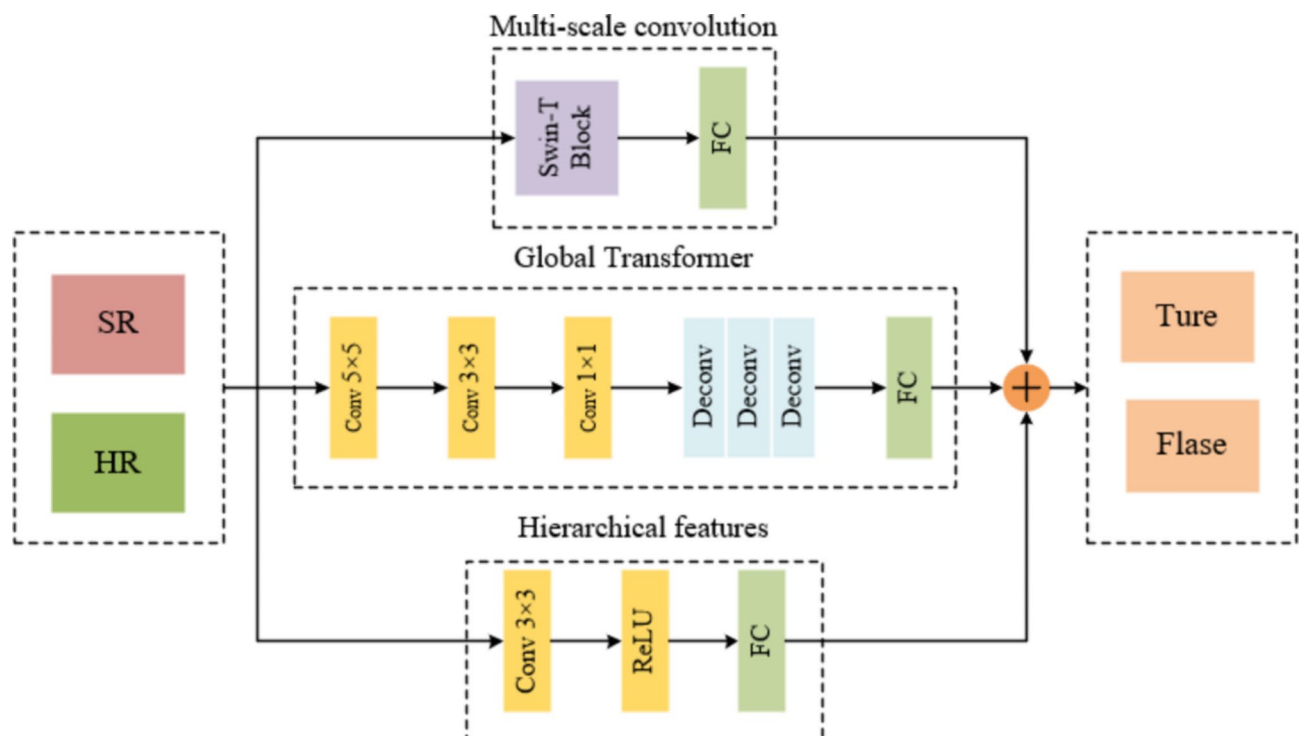 Multi-scale convolution
Swin-T
Block
FC
Global Transformer
SR
HR
Conv 5×5
Conv 3×3
Conv 1×1
Deconv
Deconv
Deconv
FC
Ture
Flase
Hierarchical features
Conv 3×3
ReLU
FC